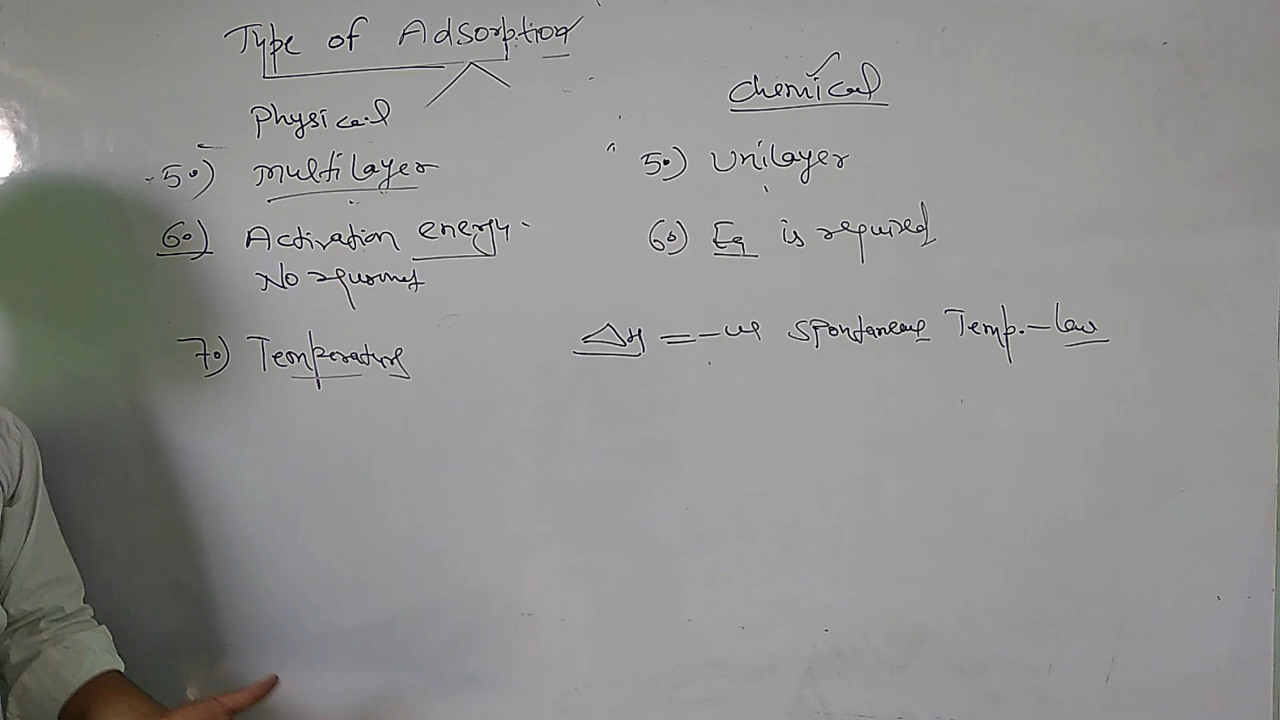 Type of Adsorption
Physical
Chemical
5.) Multilayer
5.) Unilayer
6.) Activation energy.
No
6.) Ea is required
7.) Temperature
ΔH = -ve spontaneous Temp. - low